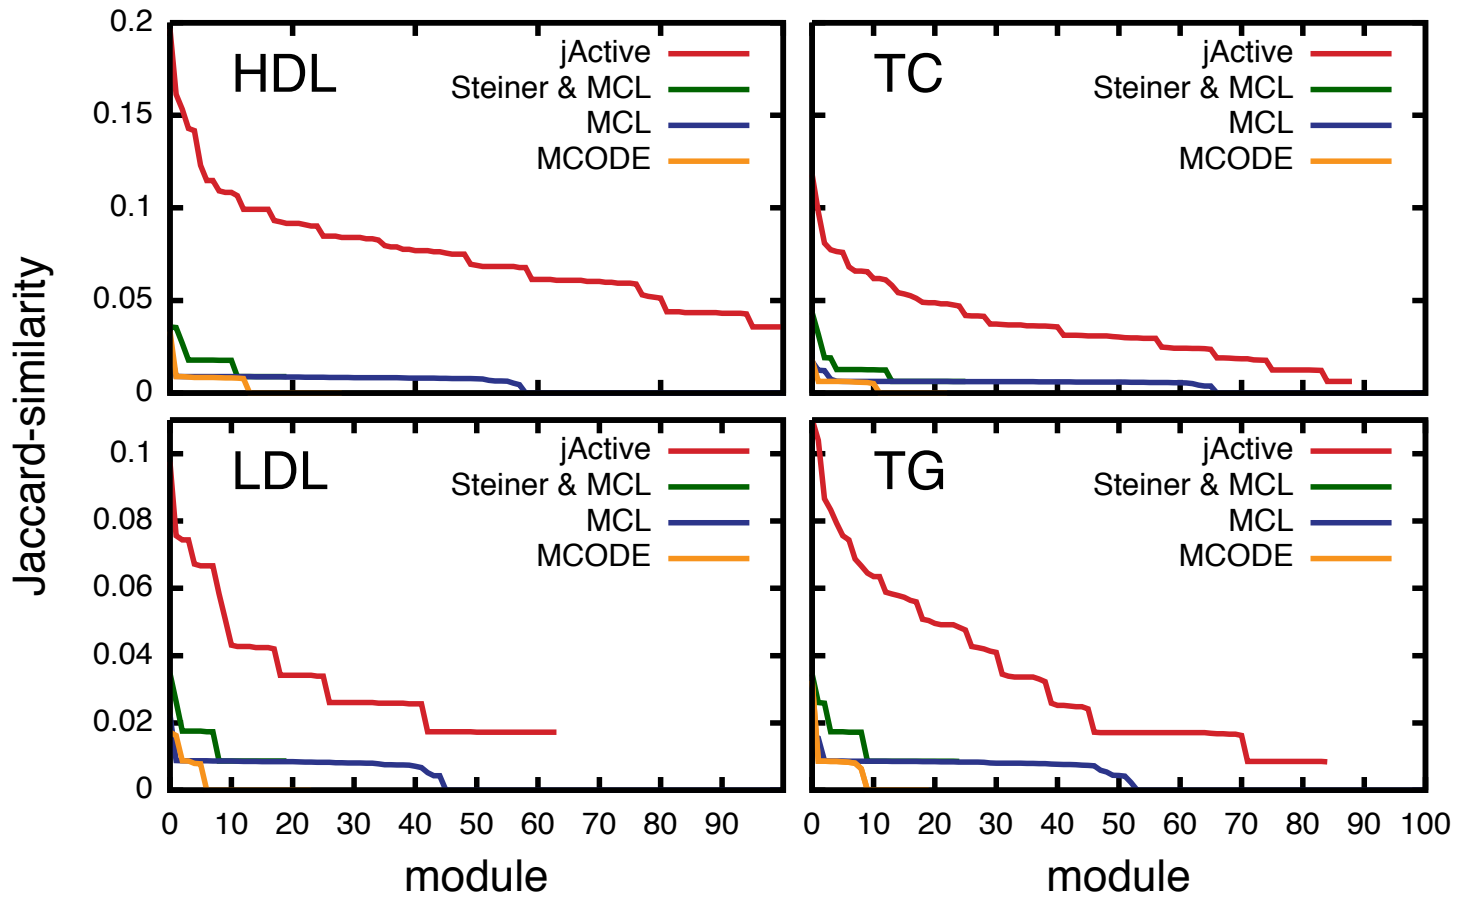 0.2
HDL
jActive
Steiner & MCL
MCL
MCODE
0.15
0.1
0.05
0
TC
jActive
Steiner & MCL
MCL
MCODE
Jaccard-similarity
LDL
jActive
Steiner & MCL
MCL
MCODE
0.1
0.08
0.06
0.04
0.02
0
0 10 20 30 40 50 60 70 80 90
module
TG
jActive
Steiner & MCL
MCL
MCODE
0 10 20 30 40 50 60 70 80 90 100
module